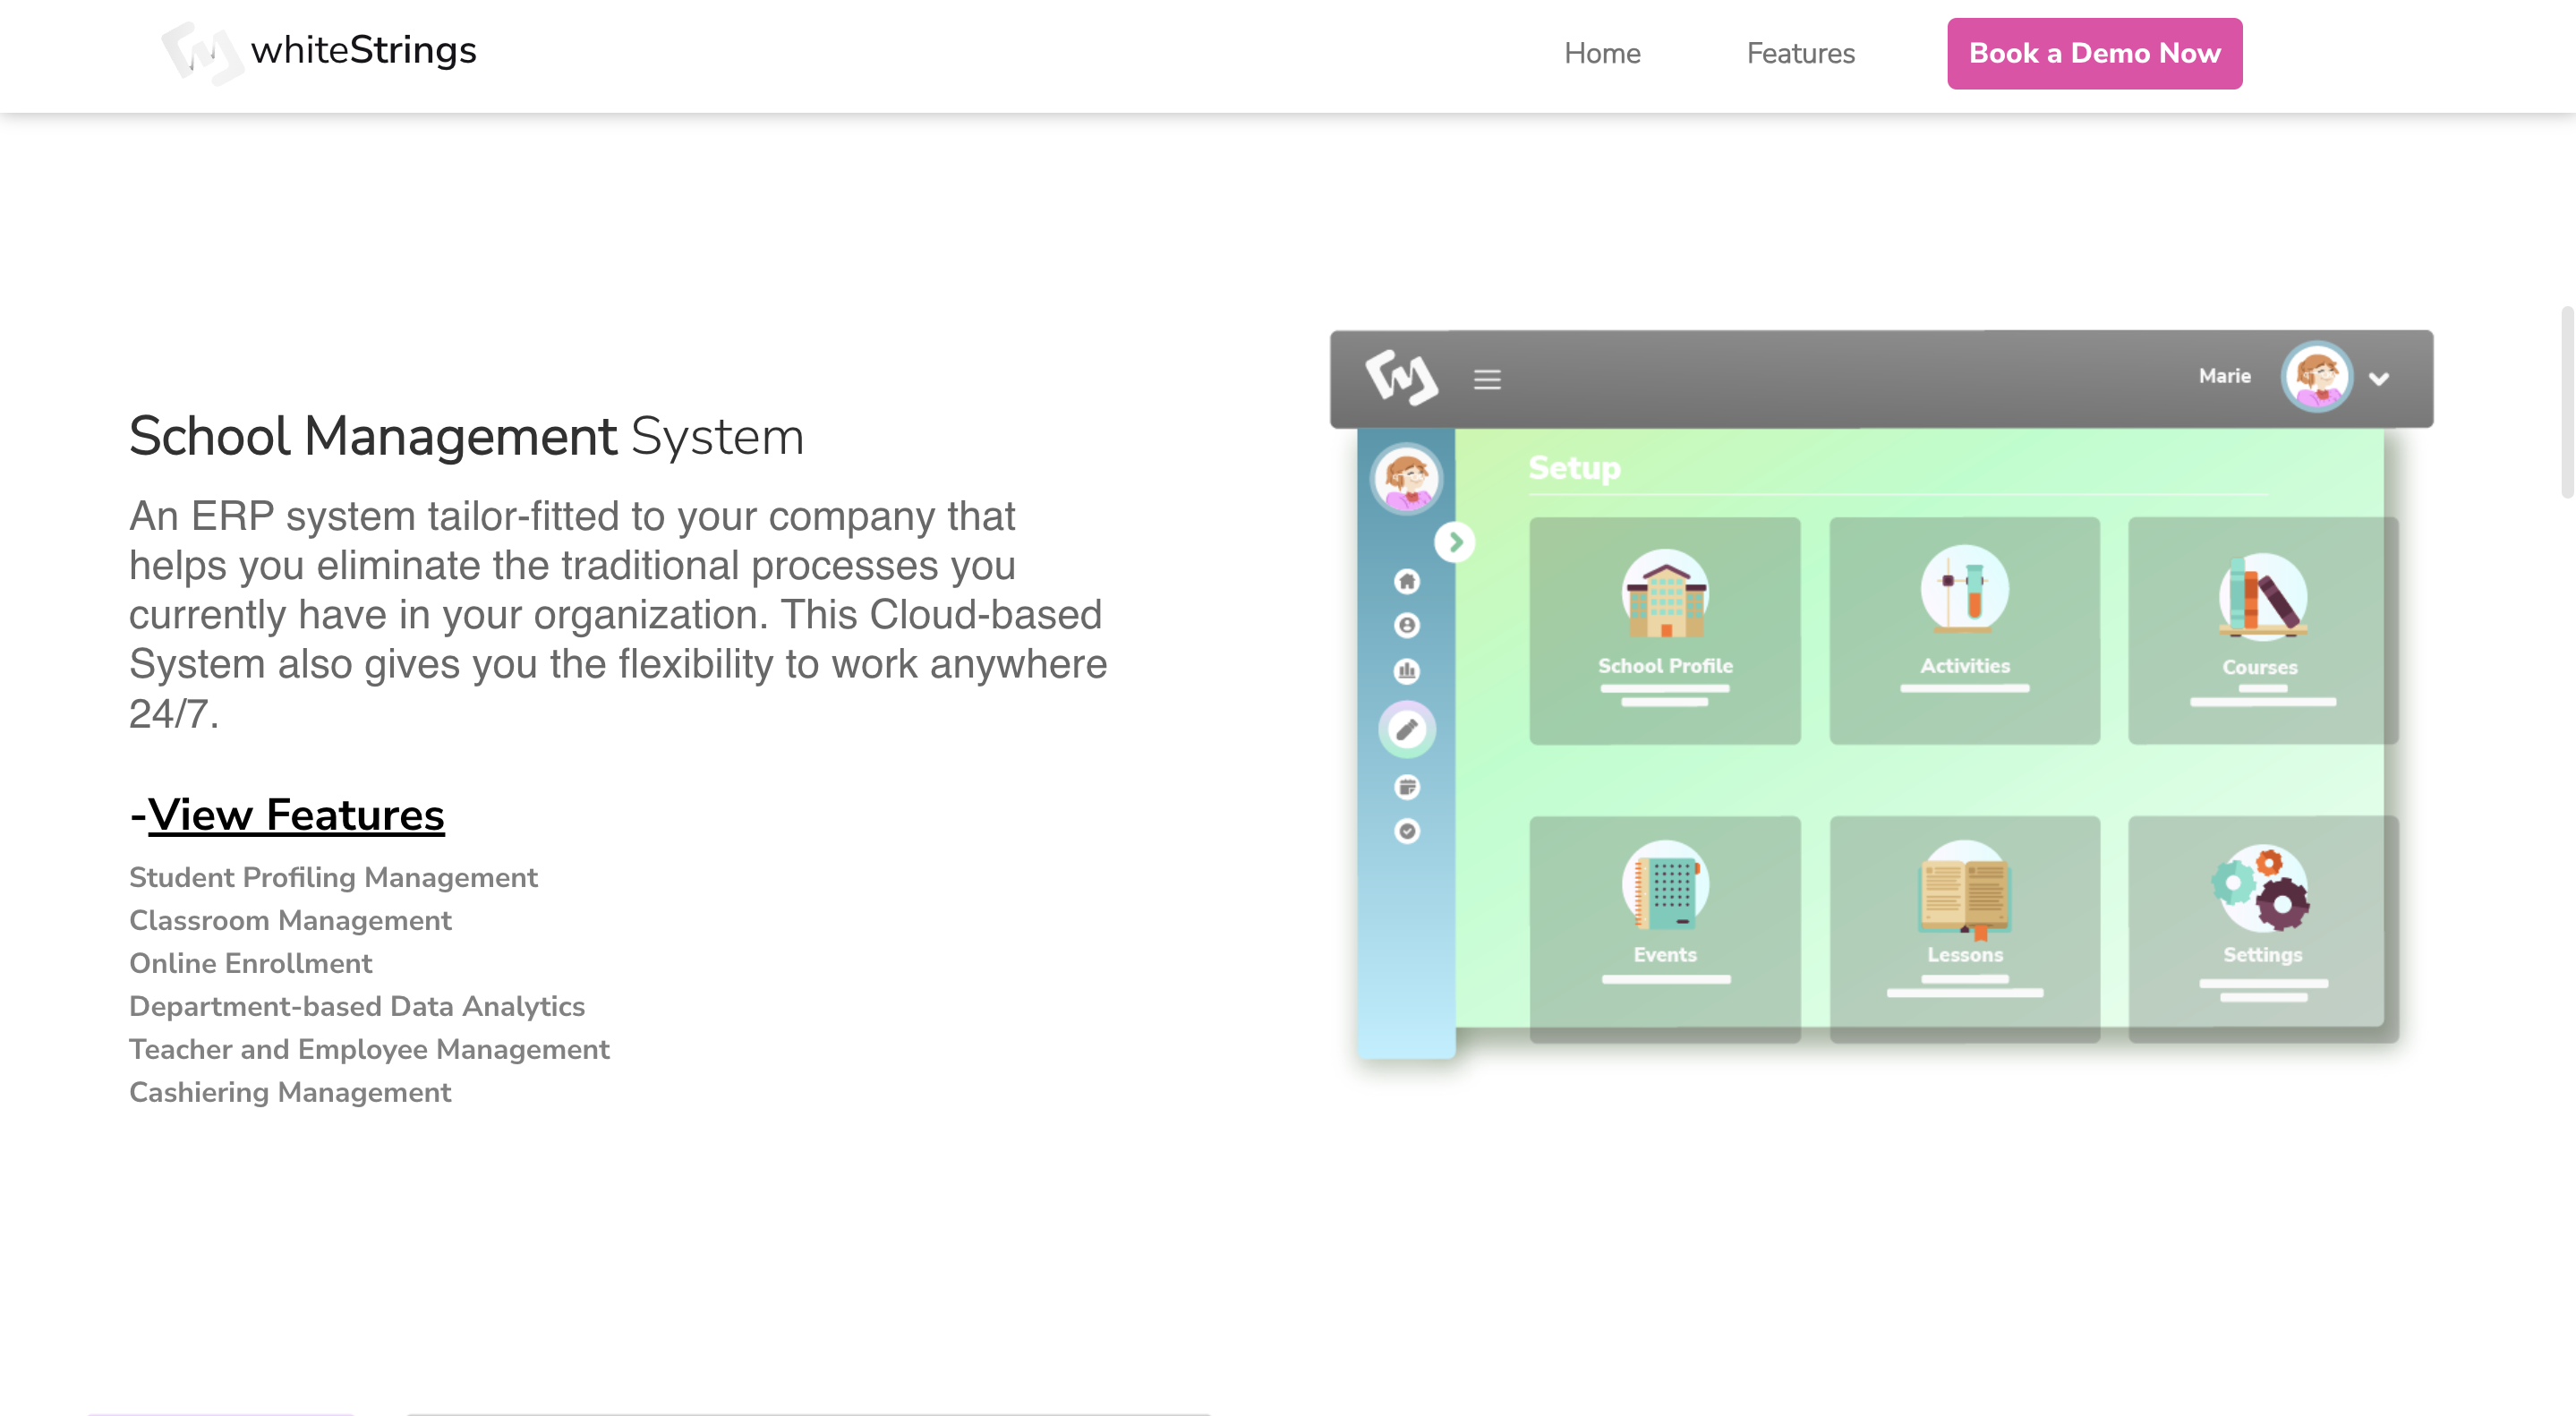 whiteStrings
Home
Features
Book a Demo Now
School Management System
An ERP system tailor-fitted to your company that
helps you eliminate the traditional processes you
currently have in your organization. This Cloud-based
System also gives you the flexibility to work anywhere
24/7.
-View Features
Student Profiling Management
Classroom Management
Online Enrollment
Department-based Data Analytics
Teacher and Employee Management
Cashiering Management
Marie
Setup
School Profile
Activities
Courses
Events
Lessons
Settings